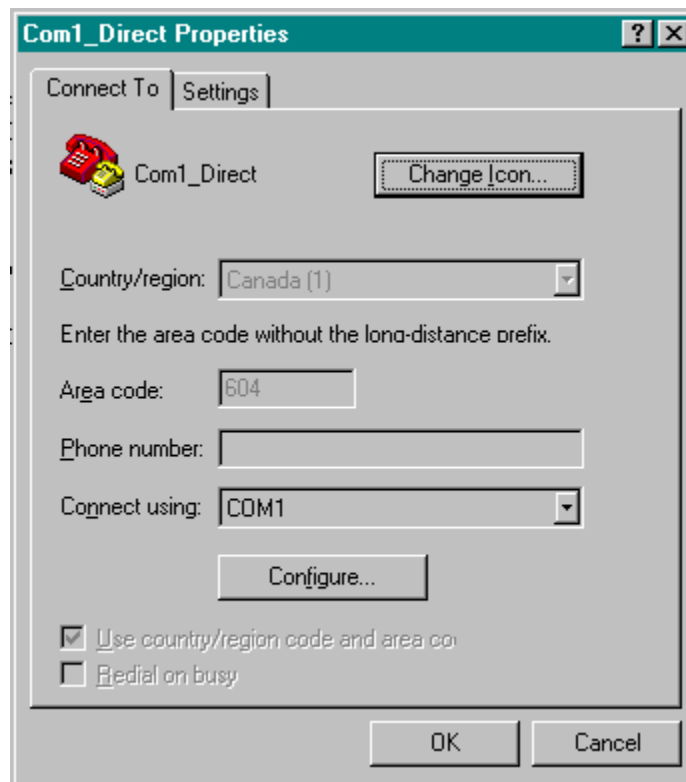 Com1_Direct Properties
Connect To Settings
Com1_Direct Change Icon...
Country/region: Canada (1)
Enter the area code without the long-distance prefix.
Area code: 604
Phone number:
Connect using: COM1
Configure...
Use country/region code and area co
Redial on busy
OK Cancel